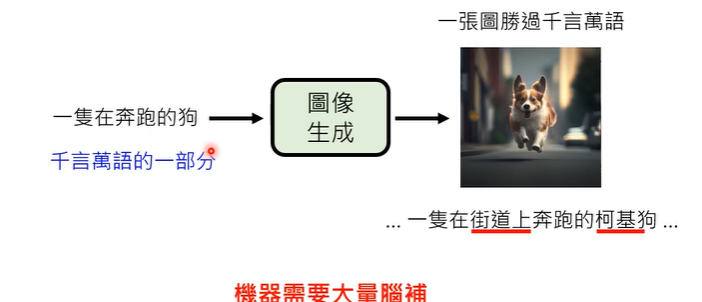 一張圖勝過千言萬語
一隻在奔跑的狗
圖像
生成
千言萬語的一部分
... 一隻在街道上奔跑的柯基狗 ...
機器需要大量腦補